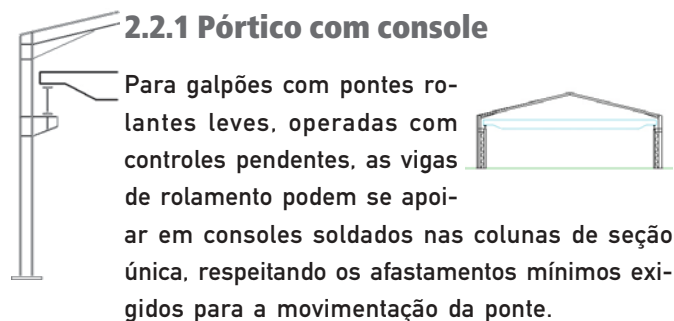 2.2.1 Pórtico com console
Para galpões com pontes ro-
lantes leves, operadas com
controles pendentes, as vigas
de rolamento podem se apoi-
ar em consoles soldados nas colunas de seção
única, respeitando os afastamentos mínimos exi-
gidos para a movimentação da ponte.